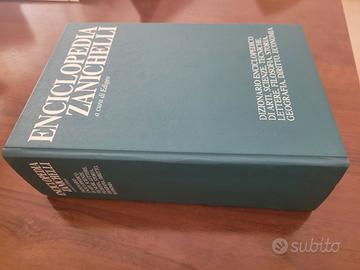 ENCICLOPEDIA
ZANICHELLI
a cura di Edigeo
DIZIONARIO ENCICLOPEDICO
DI ARTI, SCIENZE, TECNICHE,
LETTERE, FILOSOFIA, STORIA,
GEOGRAFIA, DIRITTO, ECONOMIA
ENCICLOPEDIA
ZANICHELLI
subito